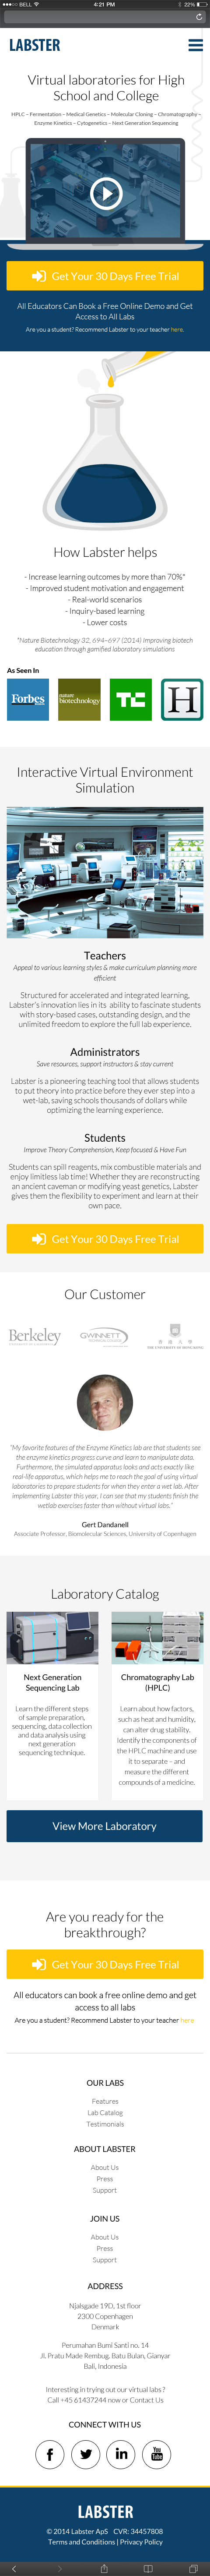 BELL 4:21 PM 22%
LABSTER
Virtual laboratories for High
School and College
HPLC – Fermentation – Medical Genetics – Molecular Cloning – Chromatography –
Enzyme Kinetics – Cytogenetics – Next Generation Sequencing
Get Your 30 Days Free Trial
All Educators Can Book a Free Online Demo and Get
Access to All Labs
Are you a student? Recommend Labster to your teacher here.
How Labster helps
- Increase learning outcomes by more than 70%*
- Improved student motivation and engagement
- Real-world scenarios
- Inquiry-based learning
- Lower costs
*Nature Biotechnology 32, 694–697 (2014) Improving biotech
education through gamified laboratory simulations
As Seen In
Forbes
nature
biotechnology
TC
H
Interactive Virtual Environment
Simulation
Teachers
Appeal to various learning styles & make curriculum planning more
efficient
Structured for accelerated and integrated learning,
Labster's innovation lies in its ability to fascinate students
with story-based cases, outstanding design, and the
unlimited freedom to explore the full lab experience.
Administrators
Save resources, support instructors & stay current
Labster is a pioneering teaching tool that allows students
to put theory into practice before they ever step into a
wet-lab, saving schools thousands of dollars while
optimizing the learning experience.
Students
Improve Theory Comprehension, Keep focused & Have Fun
Students can spill reagents, mix combustible materials and
enjoy limitless lab time! Whether they are reconstructing
an ancient caveman or modifying yeast genetics, Labster
gives them the flexibility to experiment and learn at their
own pace.
Get Your 30 Days Free Trial
Our Customer
Berkeley
GWINNETT
THE UNIVERSITY OF HONG KONG
"My favorite features of the Enzyme Kinetics lab are that students see
the enzyme kinetics progress curve and learn to manipulate data.
Furthermore, the simulated apparatus looks and acts exactly like
real-life apparatus, which helps me to reach the goal of using virtual
laboratories to prepare students for when they enter a wet lab. After
implementing Labster this year, I can see that my students finish the
wetlab exercises faster than without virtual labs."
Gert Dandanell
Associate Professor, Biomolecular Sciences, University of Copenhagen
Laboratory Catalog
Next Generation
Sequencing Lab
Learn the different steps
of sample preparation,
sequencing, data collection
and data analysis using
next generation
sequencing technique.
Chromatography Lab
(HPLC)
Learn about how factors,
such as heat and humidity,
can alter drug stability.
Identify the components of
the HPLC machine and use
it to separate – and
measure the different
compounds of a medicine.
View More Laboratory
Are you ready for the
breakthrough?
Get Your 30 Days Free Trial
All educators can book a free online demo and get
access to all labs
Are you a student? Recommend Labster to your teacher here
OUR LABS
Features
Lab Catalog
Testimonials
ABOUT LABSTER
About Us
Press
Support
JOIN US
About Us
Press
Support
ADDRESS
Njalsgade 19D, 1st floor
2300 Copenhagen
Denmark
Perumahan Bumi Santi no. 14
Jl. Pratu Made Rembug, Batu Bulan, Gianyar
Bali, Indonesia
Interesting in trying out our virtual labs ?
Call +45 61437244 now or Contact Us
CONNECT WITH US
f
in
You
Tube
LABSTER
© 2014 Labster ApS CVR: 34457808
Terms and Conditions | Privacy Policy